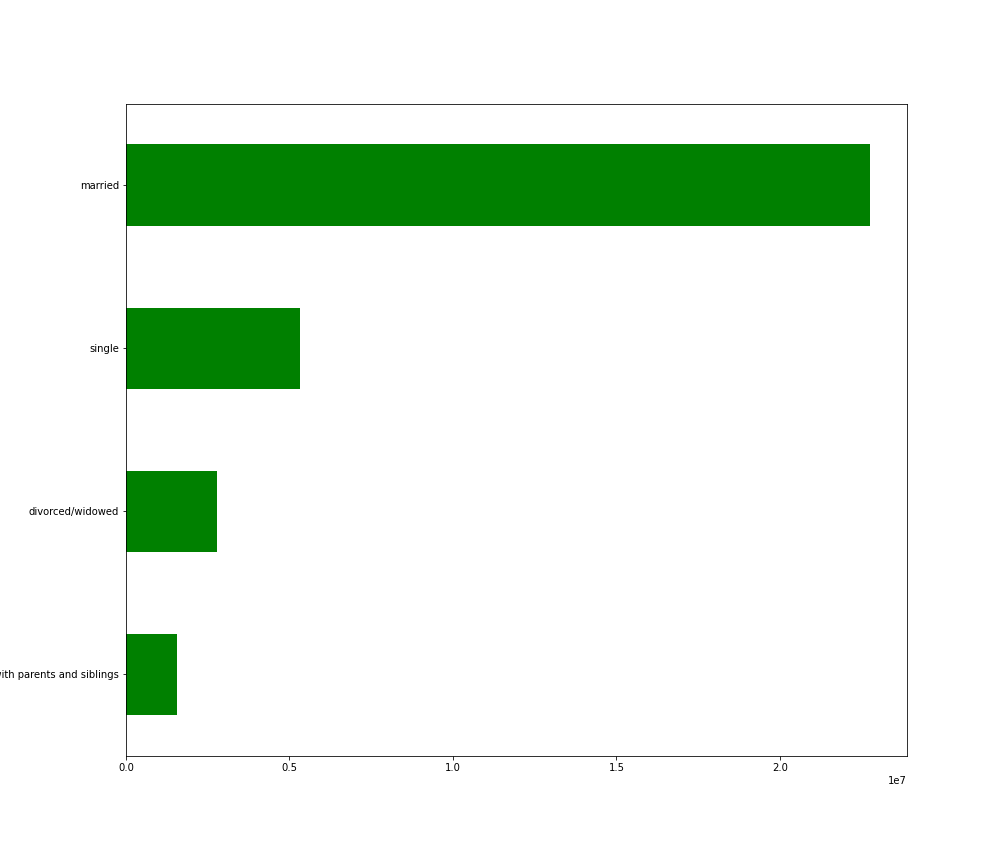 married
single
divorced/widowed
with parents and siblings
0.0 0.5 1.0 1.5 2.0
1e7